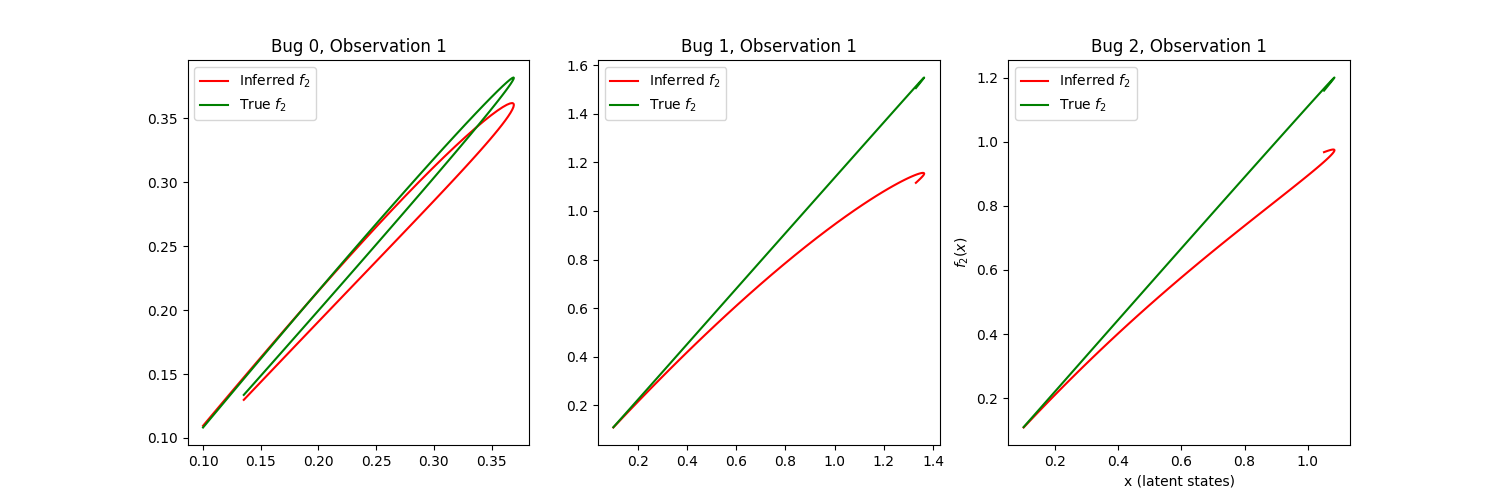 Bug 0, Observation 1
Inferred f₂
True f₂
0.35
0.30
0.25
0.20
0.15
0.10
0.10 0.15 0.20 0.25 0.30 0.35
Bug 1, Observation 1
Inferred f₂
True f₂
1.6
1.4
1.2
1.0
0.8
0.6
0.4
0.2
0.2 0.4 0.6 0.8 1.0 1.2 1.4
Bug 2, Observation 1
Inferred f₂
True f₂
f₂(x)
1.2
1.0
0.8
0.6
0.4
0.2
0.2 0.4 0.6 0.8 1.0
x (latent states)